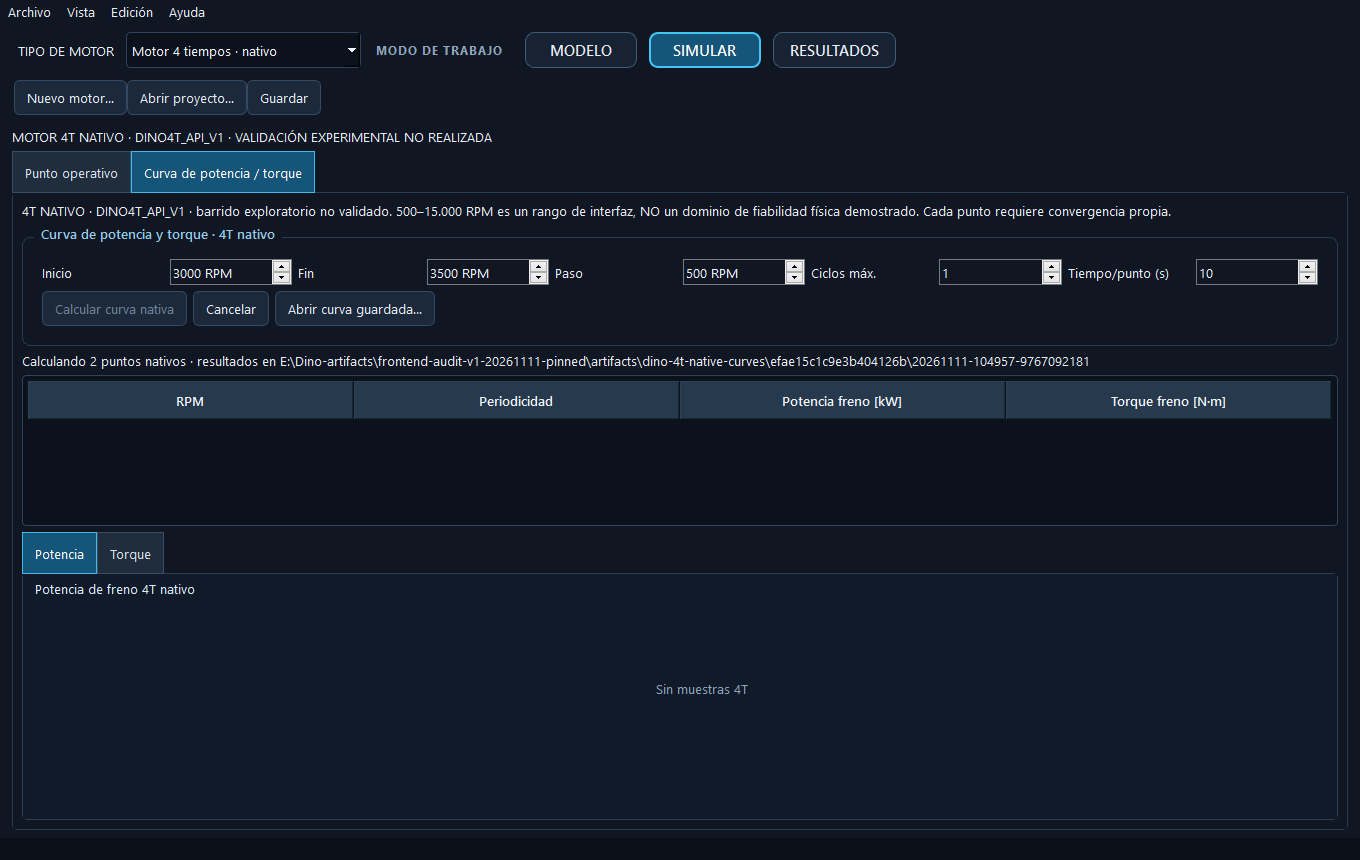 Archivo Vista Edición Ayuda
TIPO DE MOTOR Motor 4 tiempos · nativo MODO DE TRABAJO MODELO SIMULAR RESULTADOS
Nuevo motor... Abrir proyecto... Guardar
MOTOR 4T NATIVO · DINO4T_API_V1 · VALIDACIÓN EXPERIMENTAL NO REALIZADA
Punto operativo Curva de potencia / torque
4T NATIVO · DINO4T_API_V1 · barrido exploratorio no validado. 500–15.000 RPM es un rango de interfaz, NO un dominio de fiabilidad física demostrado. Cada punto requiere convergencia propia.
Curva de potencia y torque · 4T nativo
Inicio 3000 RPM Fin 3500 RPM Paso 500 RPM Ciclos máx. 1 Tiempo/punto (s) 10
Calcular curva nativa Cancelar Abrir curva guardada...
Calculando 2 puntos nativos · resultados en E:\Dino-artifacts\frontend-audit-v1-20261111-pinned\artifacts\dino-4t-native-curves\efae15c1c9e3b404126b\20261111-104957-9767092181
RPM Periodicidad Potencia freno [kW] Torque freno [N·m]
Potencia Torque
Potencia de freno 4T nativo
Sin muestras 4T